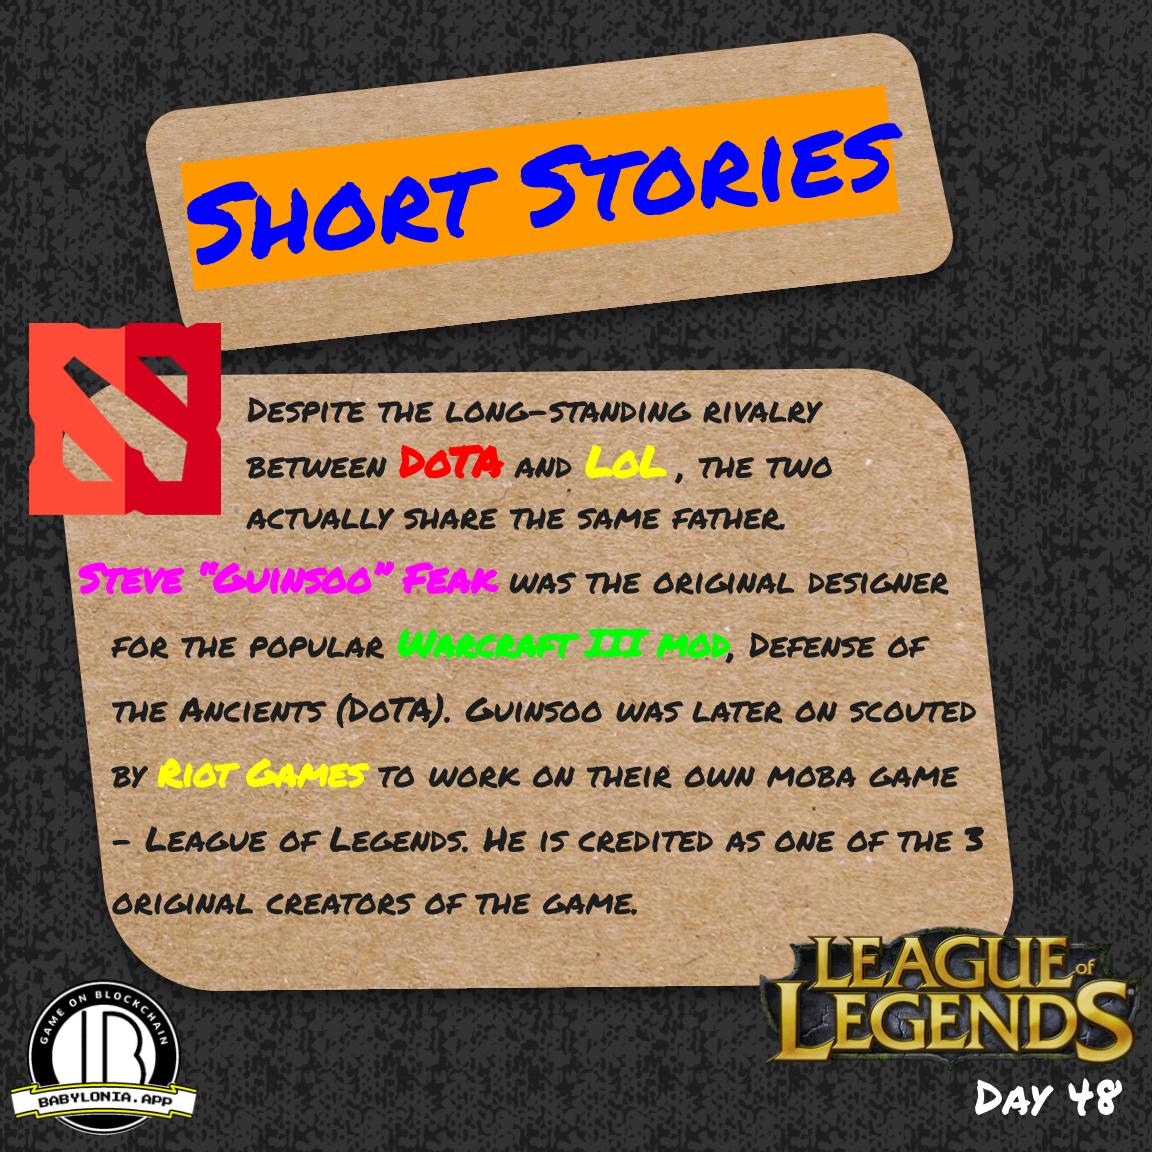 Short Stories
Despite the long-standing rivalry
between DoTA and LoL , the two
actually share the same father.
Steve "Guinsoo" Feak was the original designer
for the popular Warcraft III mod, Defense of
the Ancients (DoTA). Guinsoo was later on scouted
by Riot Games to work on their own moba game
- League of Legends. He is credited as one of the 3
original creators of the game.
LEAGUE of
LEGENDS
Day 48
GAME ON BLOCKCHAIN
BABYLONIA.APP